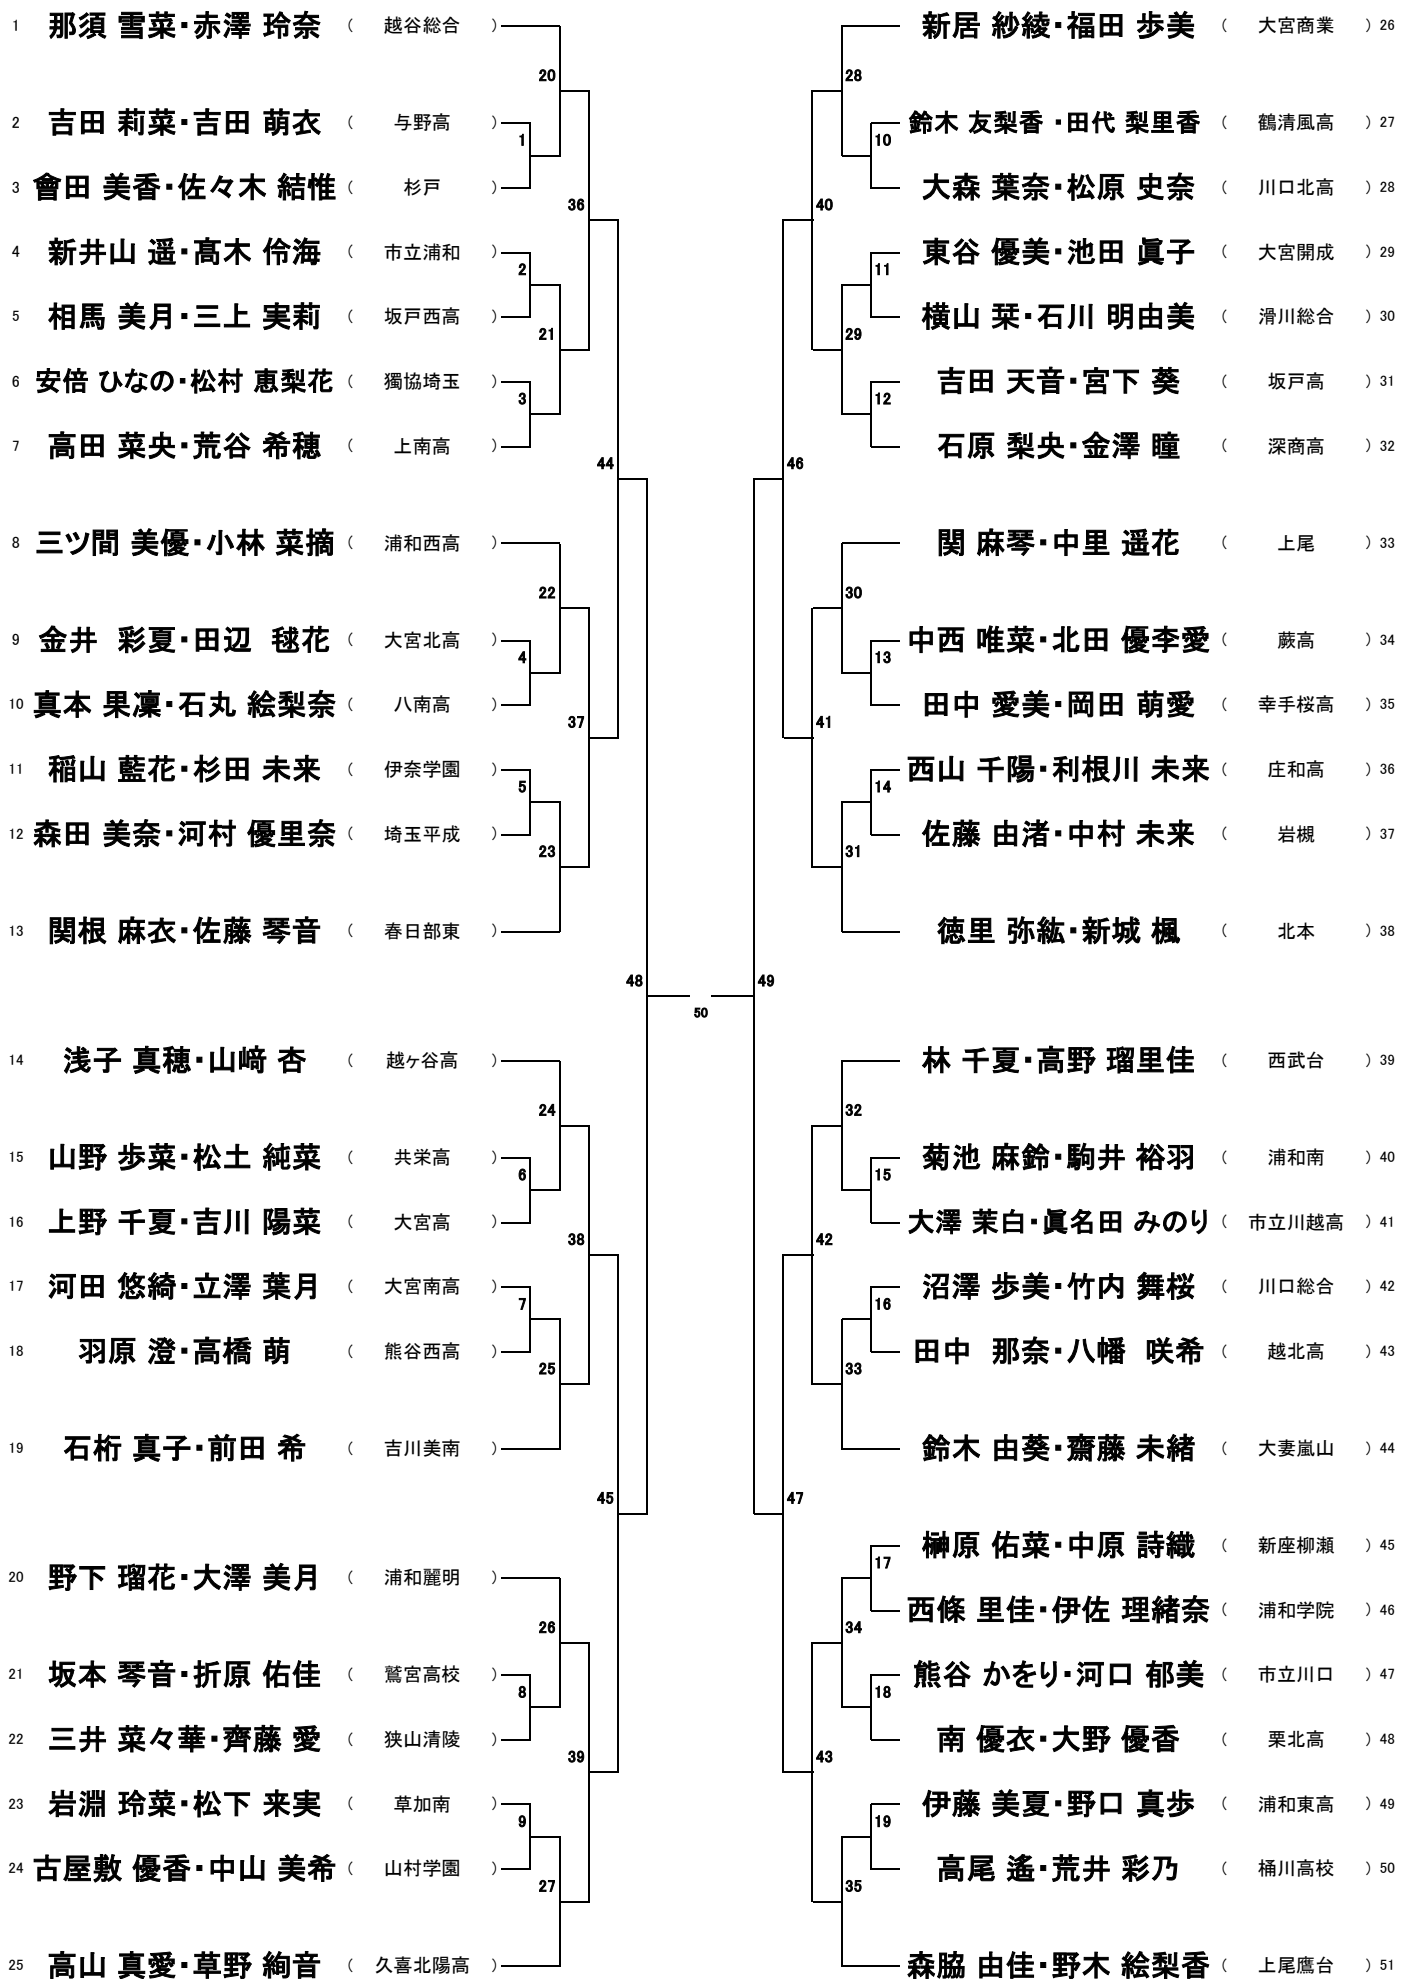 1 那須 雪菜・赤澤 玲奈 ( 越谷総合 )
20
2 吉田 莉菜・吉田 萌衣 ( 与野高 )
1
3 會田 美香・佐々木 結惟 ( 杉戸 )
36
4 新井山 遥・髙木 伶海 ( 市立浦和 )
2
5 相馬 美月・三上 実莉 ( 坂戸西高 )
21
6 安倍 ひなの・松村 恵梨花 ( 獨協埼玉 )
3
7 高田 菜央・荒谷 希穂 ( 上南高 )
44
8 三ツ間 美優・小林 菜摘 ( 浦和西高 )
22
9 金井 彩夏・田辺 毬花 ( 大宮北高 )
4
10 真本 果凜・石丸 絵梨奈 ( 八南高 )
37
11 稲山 藍花・杉田 未来 ( 伊奈学園 )
5
12 森田 美奈・河村 優里奈 ( 埼玉平成 )
23
13 関根 麻衣・佐藤 琴音 ( 春日部東 )
48
50
14 浅子 真穂・山﨑 杏 ( 越ヶ谷高 )
24
15 山野 歩菜・松土 純菜 ( 共栄高 )
6
16 上野 千夏・吉川 陽菜 ( 大宮高 )
38
17 河田 悠綺・立澤 葉月 ( 大宮南高 )
7
18 羽原 澄・高橋 萌 ( 熊谷西高 )
25
19 石桁 真子・前田 希 ( 吉川美南 )
45
20 野下 瑠花・大澤 美月 ( 浦和麗明 )
26
21 坂本 琴音・折原 佑佳 ( 鷲宮高校 )
8
22 三井 菜々華・齊藤 愛 ( 狭山清陵 )
39
23 岩淵 玲菜・松下 来実 ( 草加南 )
9
24 古屋敷 優香・中山 美希 ( 山村学園 )
27
25 高山 真愛・草野 絢音 ( 久喜北陽高 )
新居 紗綾・福田 歩美 ( 大宮商業 ) 26
28
鈴木 友梨香 ・田代 梨里香 ( 鶴清風高 ) 27
10
大森 葉奈・松原 史奈 ( 川口北高 ) 28
40
東谷 優美・池田 眞子 ( 大宮開成 ) 29
11
横山 栞・石川 明由美 ( 滑川総合 ) 30
29
吉田 天音・宮下 葵 ( 坂戸高 ) 31
12
石原 梨央・金澤 瞳 ( 深商高 ) 32
46
関 麻琴・中里 遥花 ( 上尾 ) 33
30
中西 唯菜・北田 優李愛 ( 蕨高 ) 34
13
田中 愛美・岡田 萌愛 ( 幸手桜高 ) 35
41
西山 千陽・利根川 未来 ( 庄和高 ) 36
14
佐藤 由渚・中村 未来 ( 岩槻 ) 37
31
徳里 弥紘・新城 楓 ( 北本 ) 38
49
林 千夏・高野 瑠里佳 ( 西武台 ) 39
32
菊池 麻鈴・駒井 裕羽 ( 浦和南 ) 40
15
大澤 茉白・眞名田 みのり ( 市立川越高 ) 41
42
沼澤 歩美・竹内 舞桜 ( 川口総合 ) 42
16
田中 那奈・八幡 咲希 ( 越北高 ) 43
33
鈴木 由葵・齋藤 未緒 ( 大妻嵐山 ) 44
47
榊原 佑菜・中原 詩織 ( 新座柳瀬 ) 45
17
西條 里佳・伊佐 理緒奈 ( 浦和学院 ) 46
34
熊谷 かをり・河口 郁美 ( 市立川口 ) 47
18
南 優衣・大野 優香 ( 栗北高 ) 48
43
伊藤 美夏・野口 真歩 ( 浦和東高 ) 49
19
高尾 遙・荒井 彩乃 ( 桶川高校 ) 50
35
森脇 由佳・野木 絵梨香 ( 上尾鷹台 ) 51